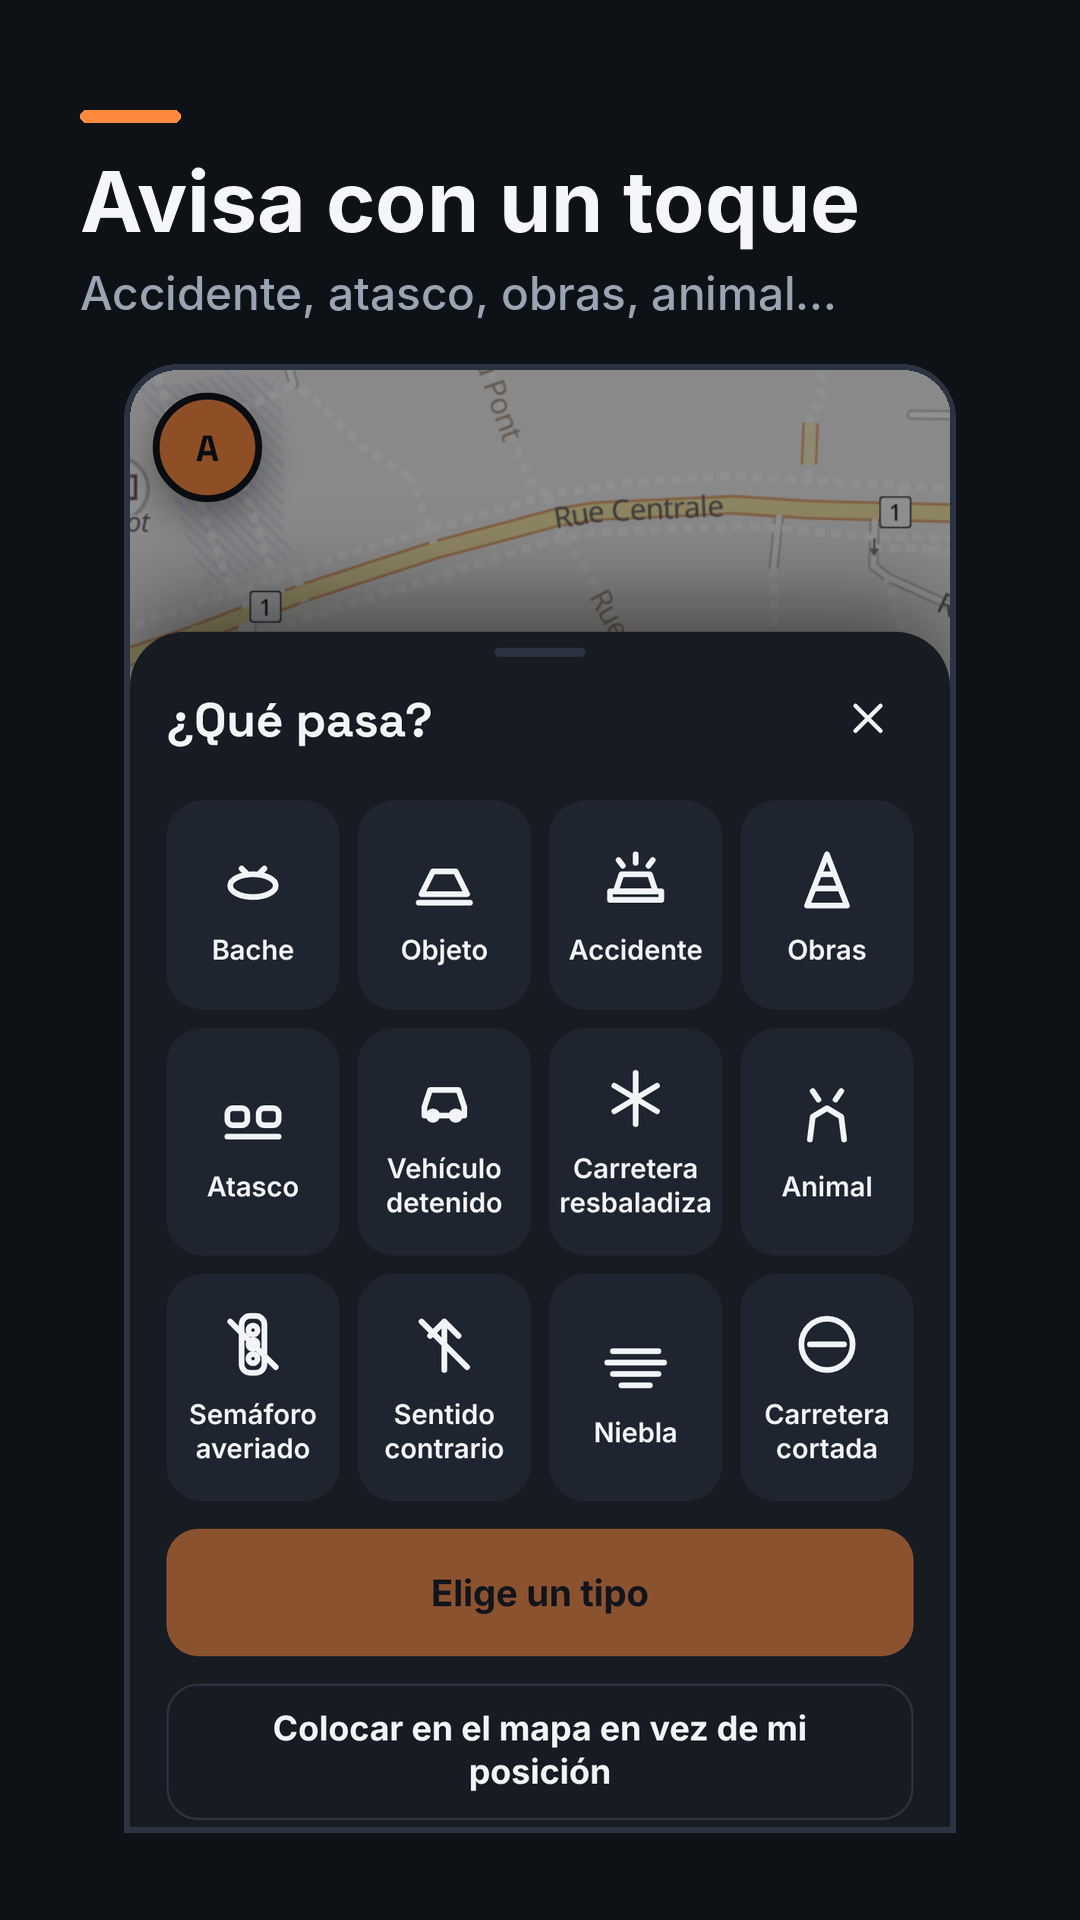 Avisa con un toque
Accidente, atasco, obras, animal...
A
Pont
Rue Centrale
1
ot
1
Rue
¿Qué pasa?
Bache
Objeto
Accidente
Obras
Atasco
Vehículo
detenido
Carretera
resbaladiza
Animal
Semáforo
averiado
Sentido
contrario
Niebla
Carretera
cortada
Elige un tipo
Colocar en el mapa en vez de mi
posición